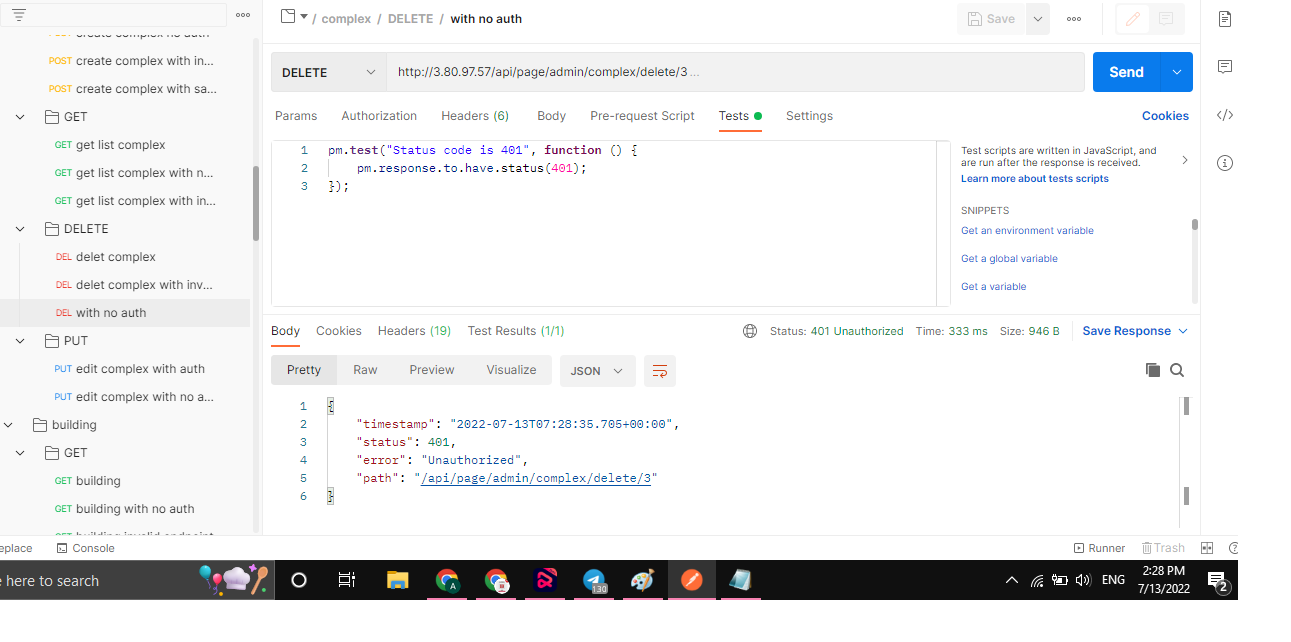 / complex / DELETE / with no auth
Save
create complex no auth
POST create complex with in...
POST create complex with sa...
GET
GET get list complex
GET get list complex with n...
GET get list complex with in...
DELETE
DEL delet complex
DEL delet complex with inv...
DEL with no auth
PUT
PUT edit complex with auth
PUT edit complex with no a...
building
GET
GET building
GET building with no auth
GET building invalid endpoint
DELETE
http://3.80.97.57/api/page/admin/complex/delete/3 ...
Send
Params Authorization Headers (6) Body Pre-request Script Tests Settings
Cookies
1 pm.test("Status code is 401", function () {
2 pm.response.to.have.status(401);
3 });
Test scripts are written in JavaScript, and
are run after the response is received.
Learn more about tests scripts
SNIPPETS
Get an environment variable
Get a global variable
Get a variable
Body Cookies Headers (19) Test Results (1/1)
Status: 401 Unauthorized Time: 333 ms Size: 946 B Save Response
Pretty Raw Preview Visualize JSON
1 {
2 "timestamp": "2022-07-13T07:28:35.705+00:00",
3 "status": 401,
4 "error": "Unauthorized",
5 "path": "/api/page/admin/complex/delete/3"
6 }
eplace Console
Runner Trash
e here to search
A
130
ENG
2:28 PM
7/13/2022
2